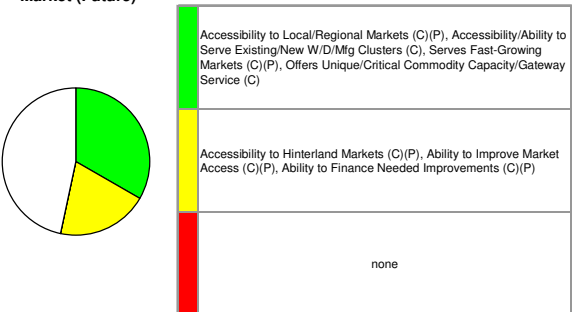 Market (Future)
Accessibility to Local/Regional Markets (C)(P), Accessibility/Ability to
Serve Existing/New W/D/Mfg Clusters (C), Serves Fast-Growing
Markets (C)(P), Offers Unique/Critical Commodity Capacity/Gateway
Service (C)
Accessibility to Hinterland Markets (C)(P), Ability to Improve Market
Access (C)(P), Ability to Finance Needed Improvements (C)(P)
none